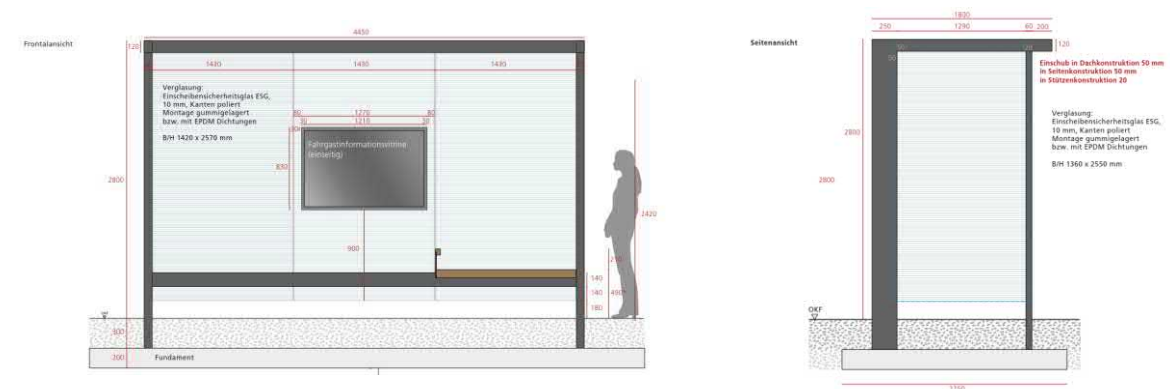 Frontalansicht
4450
120
1430
1430
1430
Verglasung:
Einscheibensicherheitsglas ESG,
10 mm, Kanten poliert
Montage gummigelagert
bzw. mit EPDM Dichtungen
B/H 1420 x 2570 mm
80
1270
80
30
1210
30
Fahrgastinformationsvitrine
(einseitig)
830
2800
900
2420
140
140
180
200
Fundament
Seitenansicht
1800
250
1290
60
200
120
50
Einschub in Dachkonstruktion 50 mm
in Seitenkonstruktion 50 mm
in Stützenkonstruktion 20
Verglasung:
Einscheibensicherheitsglas ESG,
10 mm, Kanten poliert
Montage gummigelagert
bzw. mit EPDM Dichtungen
B/H 1360 x 2550 mm
2800
2800
OKF